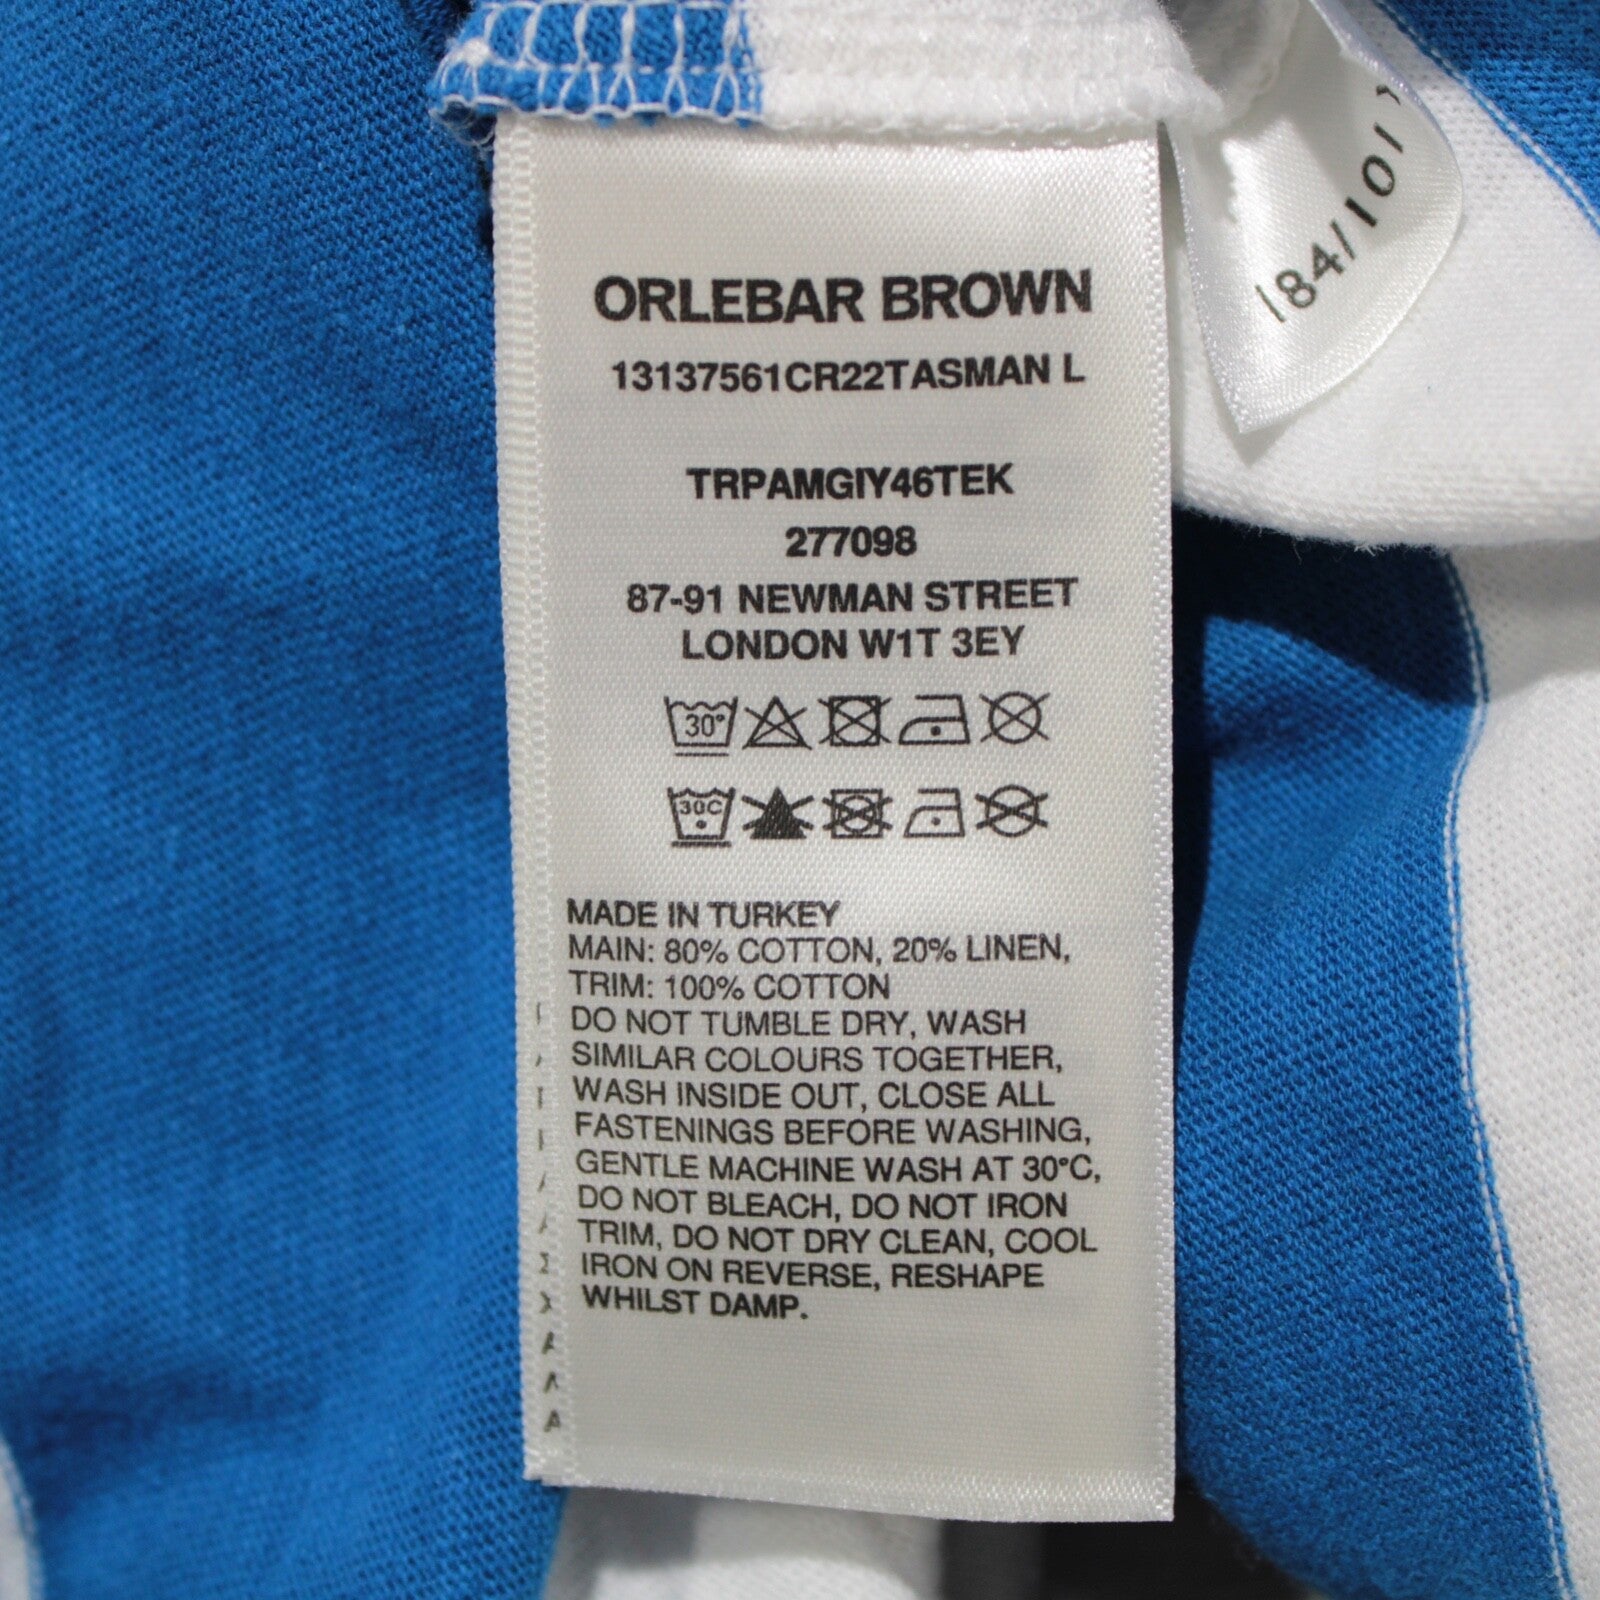 ORLEBAR BROWN
13137561CR22TASMAN L
TRPAMGIY46TEK
277098
87-91 NEWMAN STREET
LONDON W1T 3EY
30°
30C
MADE IN TURKEY
MAIN: 80% COTTON, 20% LINEN,
TRIM: 100% COTTON
DO NOT TUMBLE DRY, WASH
SIMILAR COLOURS TOGETHER,
WASH INSIDE OUT, CLOSE ALL
FASTENINGS BEFORE WASHING,
GENTLE MACHINE WASH AT 30°C,
DO NOT BLEACH, DO NOT IRON
TRIM, DO NOT DRY CLEAN, COOL
IRON ON REVERSE, RESHAPE
WHILST DAMP.
184/101